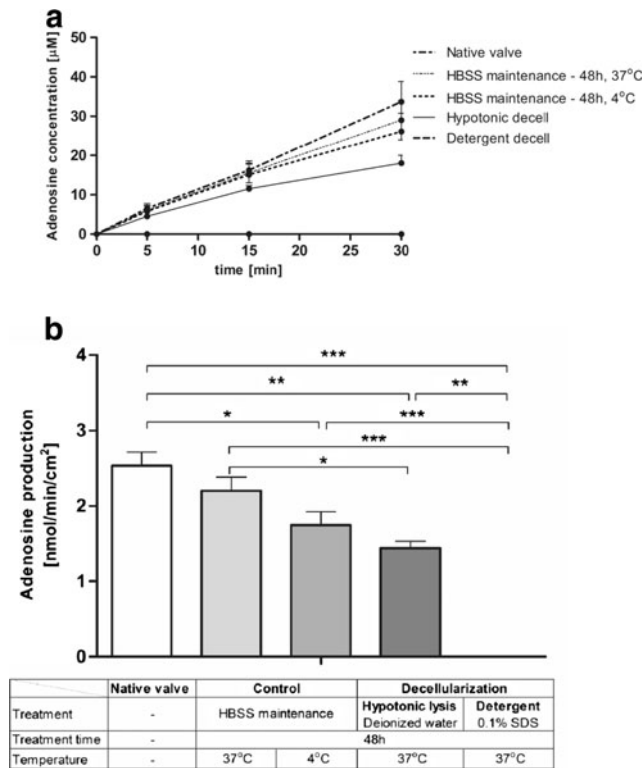 a
Adenosine concentration [µM]
50
40
30
20
10
0
0 5 10 15 20 25 30
time [min]
Native valve
HBSS maintenance - 48h, 37°C
HBSS maintenance - 48h, 4°C
Hypotonic decell
Detergent decell
b
Adenosine production
[nmol/min/cm²]
4
3
2
1
0
***
** **
* ***
***
*
Native valve Control Decellularization
Treatment - HBSS maintenance Hypotonic lysis Deionized water Detergent 0.1% SDS
Treatment time - 48h
Temperature - 37°C 4°C 37°C 37°C